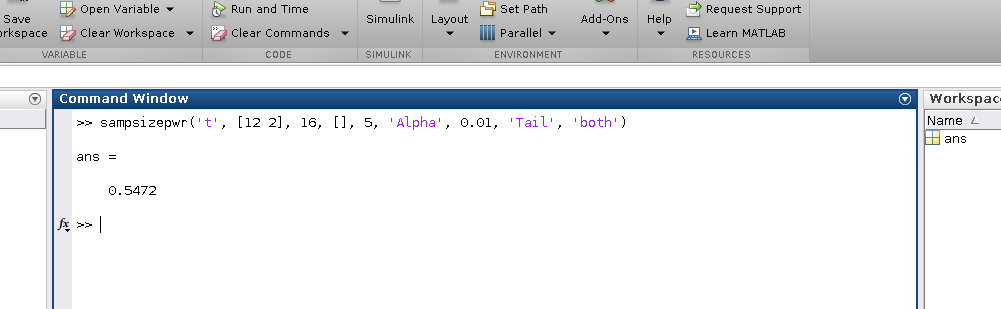 Open Variable
Run and Time
Set Path
Request Support
Save
Simulink
Layout
Add-Ons
Help
Clear Workspace
Clear Commands
Parallel
Learn MATLAB
rkspace
VARIABLE
CODE
SIMULINK
ENVIRONMENT
RESOURCES
Command Window
Workspac
>> sampsizepwr('t', [12 2], 16, [], 5, 'Alpha', 0.01, 'Tail', 'both')
Name
ans
ans =
0.5472
fx >>